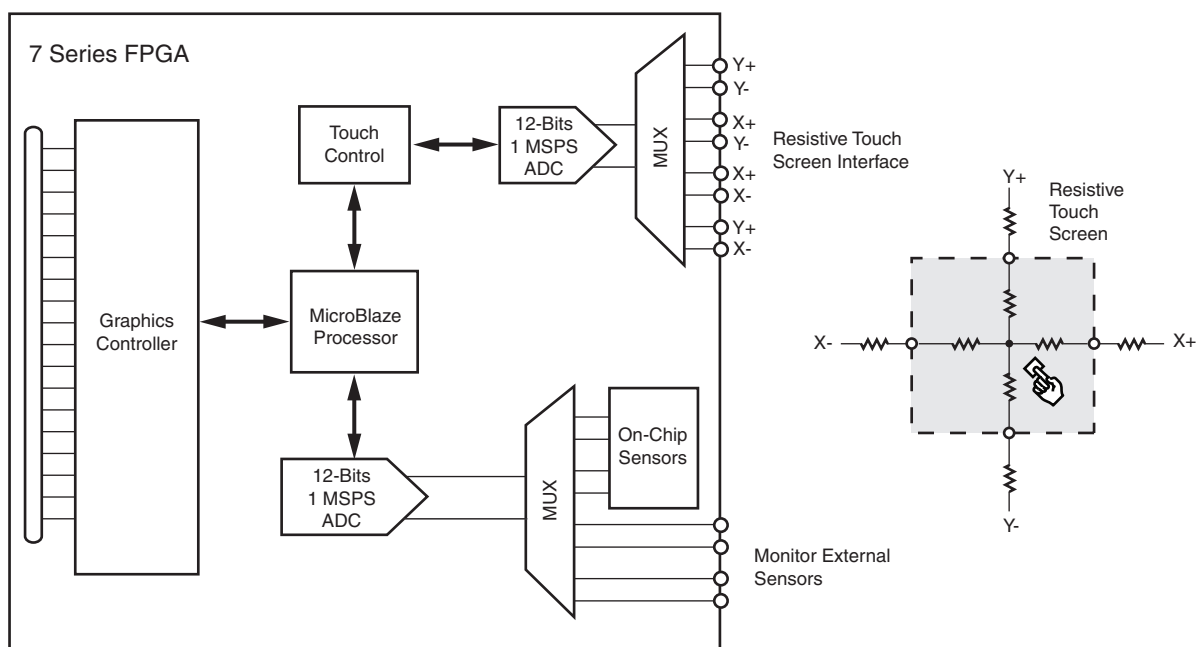 7 Series FPGA
Graphics
Controller
Touch
Control
MicroBlaze
Processor
12-Bits
1 MSPS
ADC
MUX
Y+
Y-
X+
Y-
X+
X-
Y+
X-
Resistive Touch
Screen Interface
12-Bits
1 MSPS
ADC
MUX
On-Chip
Sensors
Monitor External
Sensors
Y+
Resistive
Touch
Screen
X-
X+
Y-